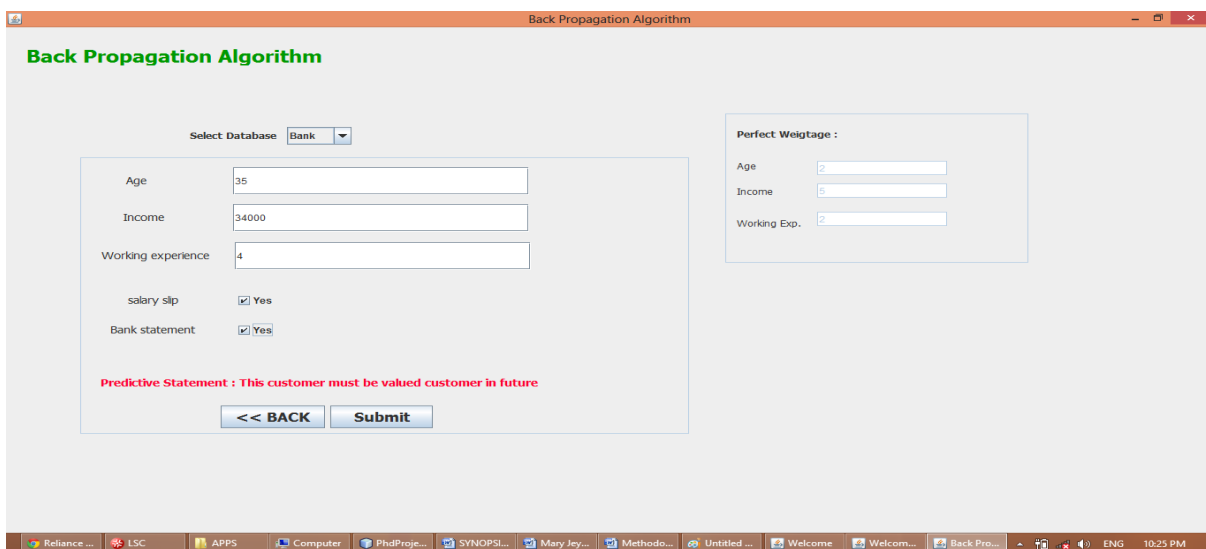 Back Propagation Algorithm
Back Propagation Algorithm
Select Database Bank
Perfect Weigtage :
Age 35
Age 2
Income 34000
Income 5
Working experience 4
Working Exp. 2
salary slip Yes
Bank statement Yes
Predictive Statement : This customer must be valued customer in future
<< BACK Submit
Reliance ... LSC APPS Computer PhdProje... SYNOPSI... Mary Jey... Methodo... Untitled ... Welcome Welcom... Back Pro... ENG 10:25 PM